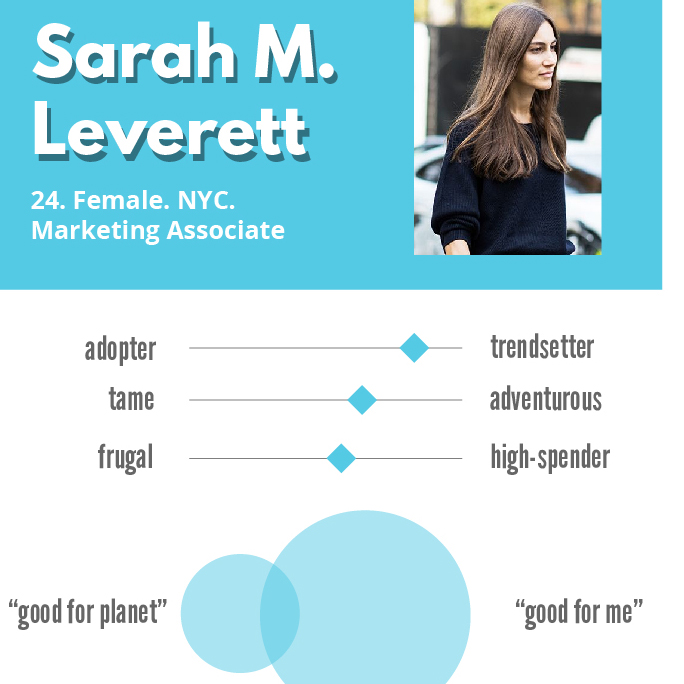 Sarah M.
Leverett
24. Female. NYC.
Marketing Associate
adopter trendsetter
tame adventurous
frugal high-spender
“good for planet” “good for me”